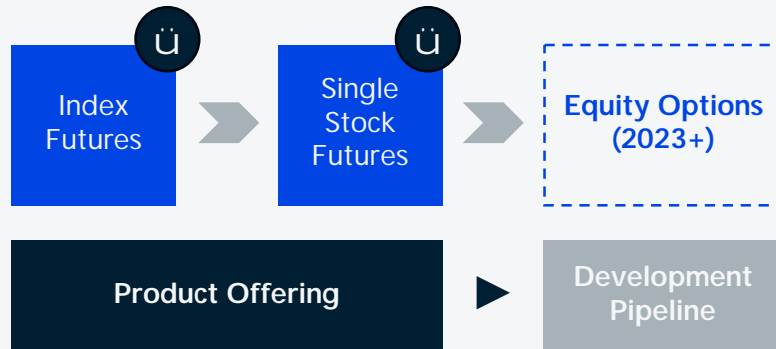 ü
ü
Index
Futures
Single
Stock
Futures
Equity Options
(2023+)
Product Offering
Development
Pipeline